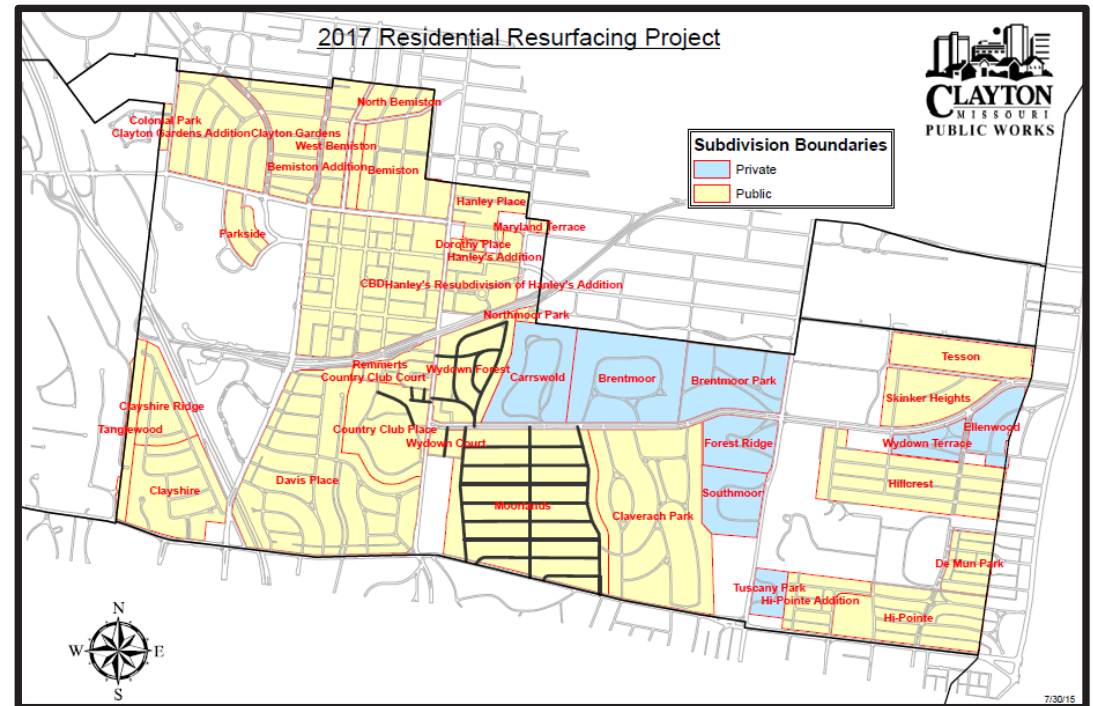 2017 Residential Resurfacing Project
CLAYTON
MISSOURI
PUBLIC WORKS
Subdivision Boundaries
Private
Public
North Bemiston
Colonial Park
Clayton Gardens Addition
Clayton Gardens
West Bemiston
Bemiston Addition
Bemiston
Hanley Place
Maryland Terrace
Parkside
Dorothy Place
Hanley's Addition
CBD
Hanley's Resubdivision of Hanley's Addition
Northmoor Park
Remmerts
Country Club Court
Wydown Forest
Carrswold
Brentmoor
Brentmoor Park
Tesson
Skinker Heights
Clayshire Ridge
Tanglewood
Country Club Place
Wydown Court
Forest Ridge
Wydown Terrace
Ellenwood
Clayshire
Davis Place
Moorlands
Claverach Park
Southmoor
Hillcrest
De Mun Park
Tuscany Park
Hi-Pointe Addition
Hi-Pointe
N
W
E
S
7/30/15